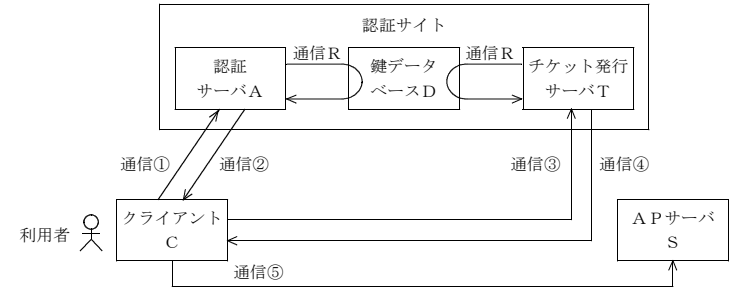 認証サイト
認証
サーバA
通信R
鍵データ
ベースD
通信R
チケット発行
サーバT
通信①
通信②
通信③
通信④
利用者
クライアント
C
APサーバ
S
通信⑤